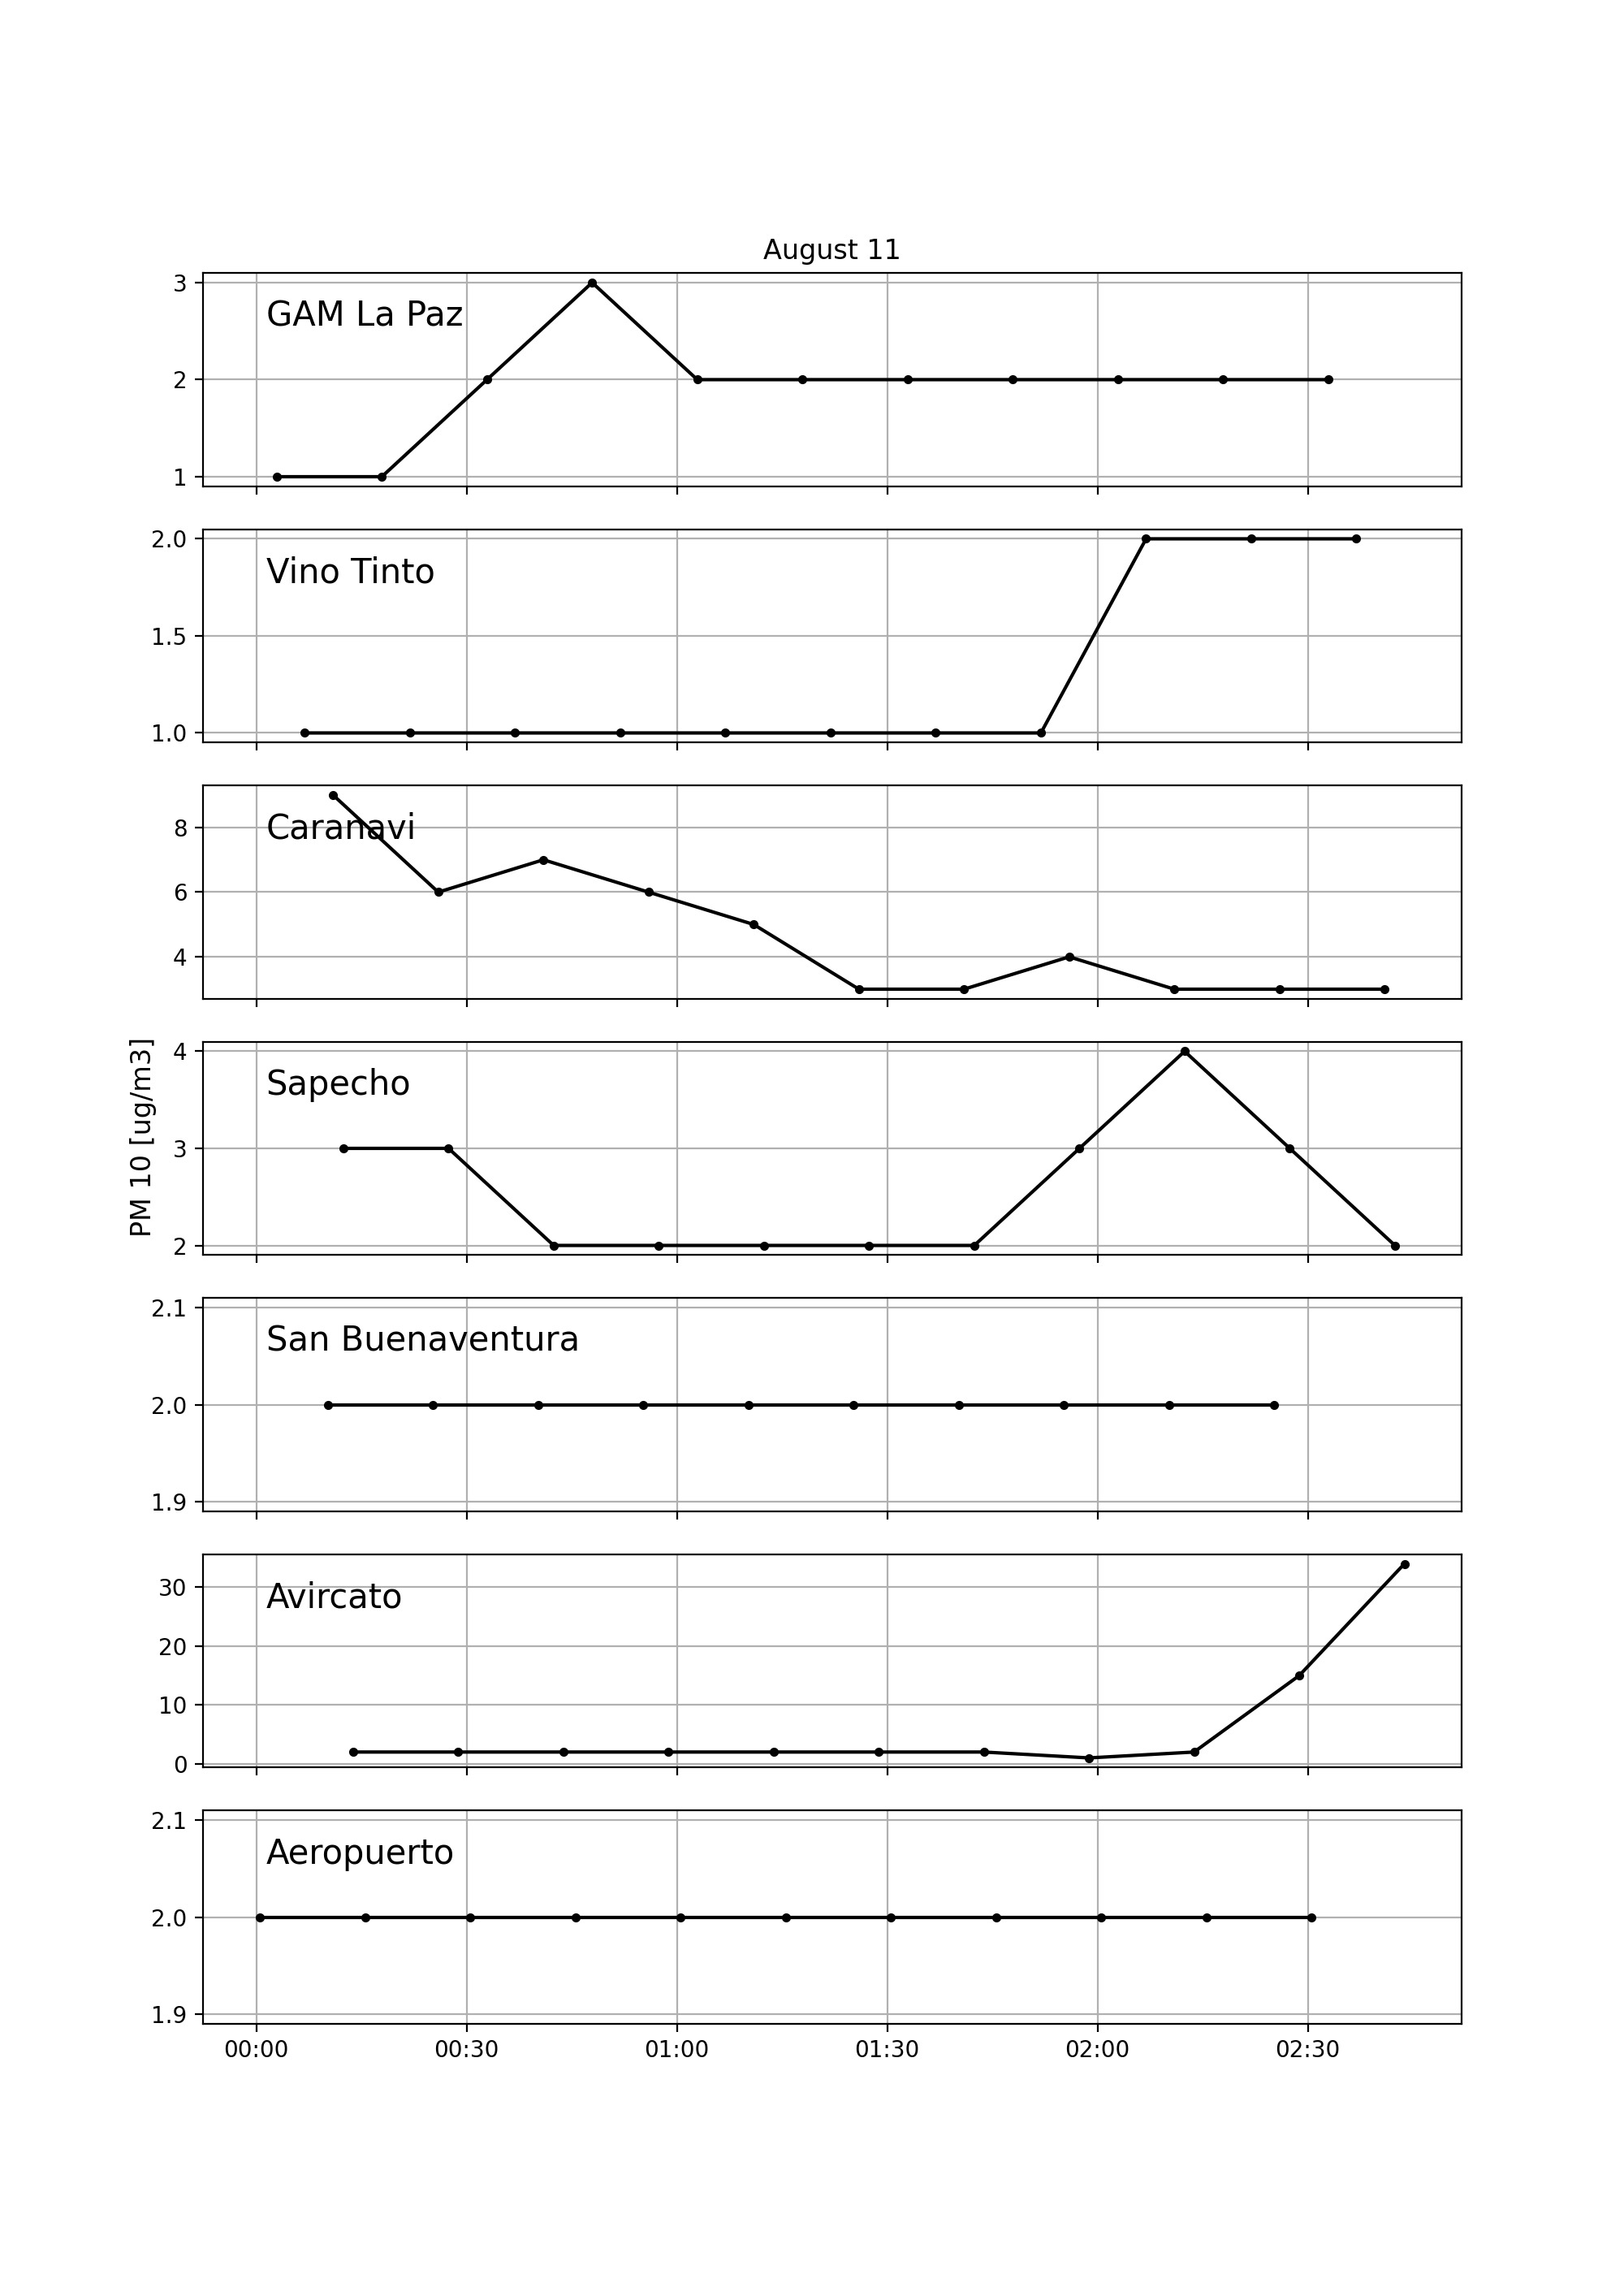 August 11
3
GAM La Paz
2
1
2.0
Vino Tinto
1.5
1.0
8
Caranavi
6
4
PM 10 [ug/m3]
4
Sapecho
3
2
2.1
San Buenaventura
2.0
1.9
30
Avircato
20
10
0
2.1
Aeropuerto
2.0
1.9
00:00 00:30 01:00 01:30 02:00 02:30